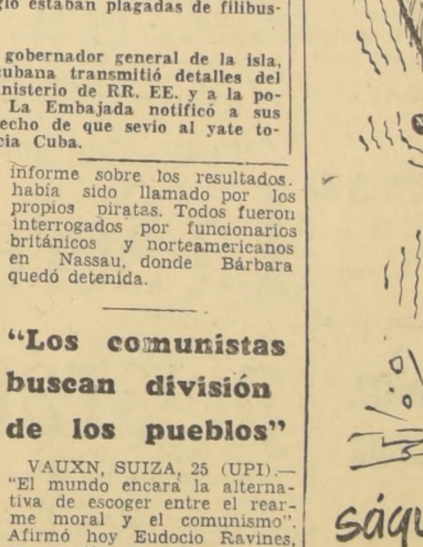 glo estaban plagadas de filibus-
gobernador general de la isla,
cubana transmitió detalles del
nisterio de RR. EE. y a la po-
La Embajada notificó a sus
echo de que sevio al yate to-
cia Cuba.
informe sobre los resultados.
había sido llamado por los
propios piratas. Todos fueron
interrogados por funcionarios
británicos y norteamericanos
en Nassau, donde Bárbara
quedó detenida.
“Los comunistas
buscan división
de los pueblos”
VAUXN, SUIZA, 25 (UPI).—
“El mundo encara la alterna-
tiva de escoger entre el rear-
me moral y el comunismo”.
Afirmó hoy Eudocio Ravines,
sáqu